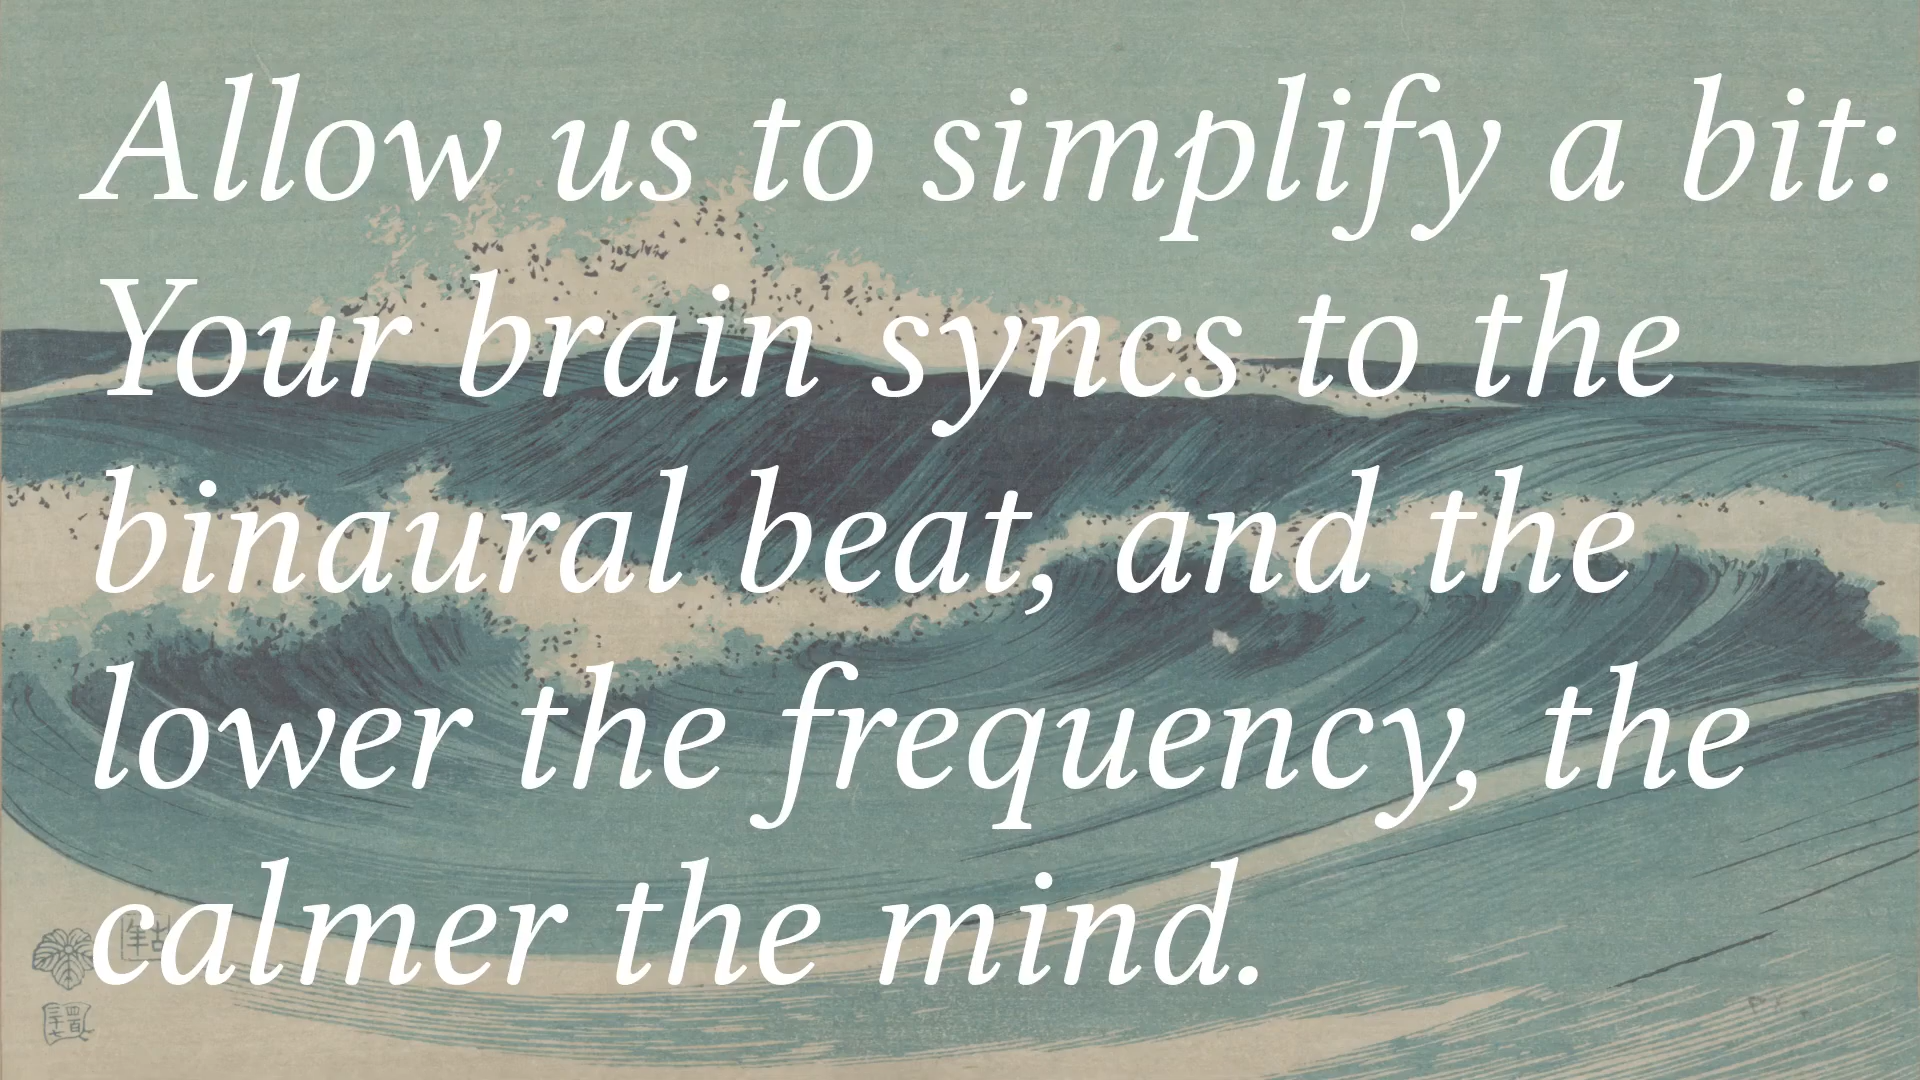 Allow us to simplify a bit:
Your brain syncs to the
binaural beat, and the
lower the frequency, the
calmer the mind.